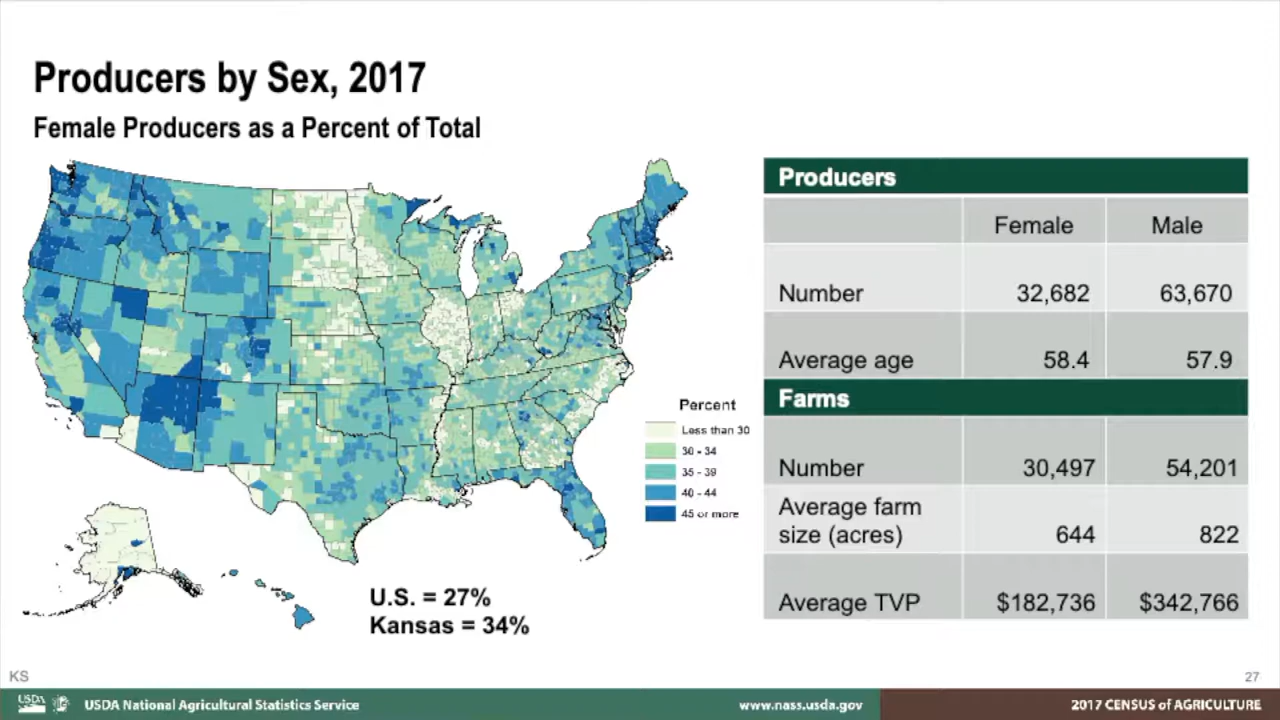 Producers by Sex, 2017
Female Producers as a Percent of Total
Percent
Less than 30
30 - 34
35 - 39
40 - 44
45 or more
U.S. = 27%
Kansas = 34%
Producers
Female Male
Number 32,682 63,670
Average age 58.4 57.9
Farms
Number 30,497 54,201
Average farm
size (acres) 644 822
Average TVP $182,736 $342,766
KS
27
USDA
USDA National Agricultural Statistics Service
www.nass.usda.gov
2017 CENSUS of AGRICULTURE